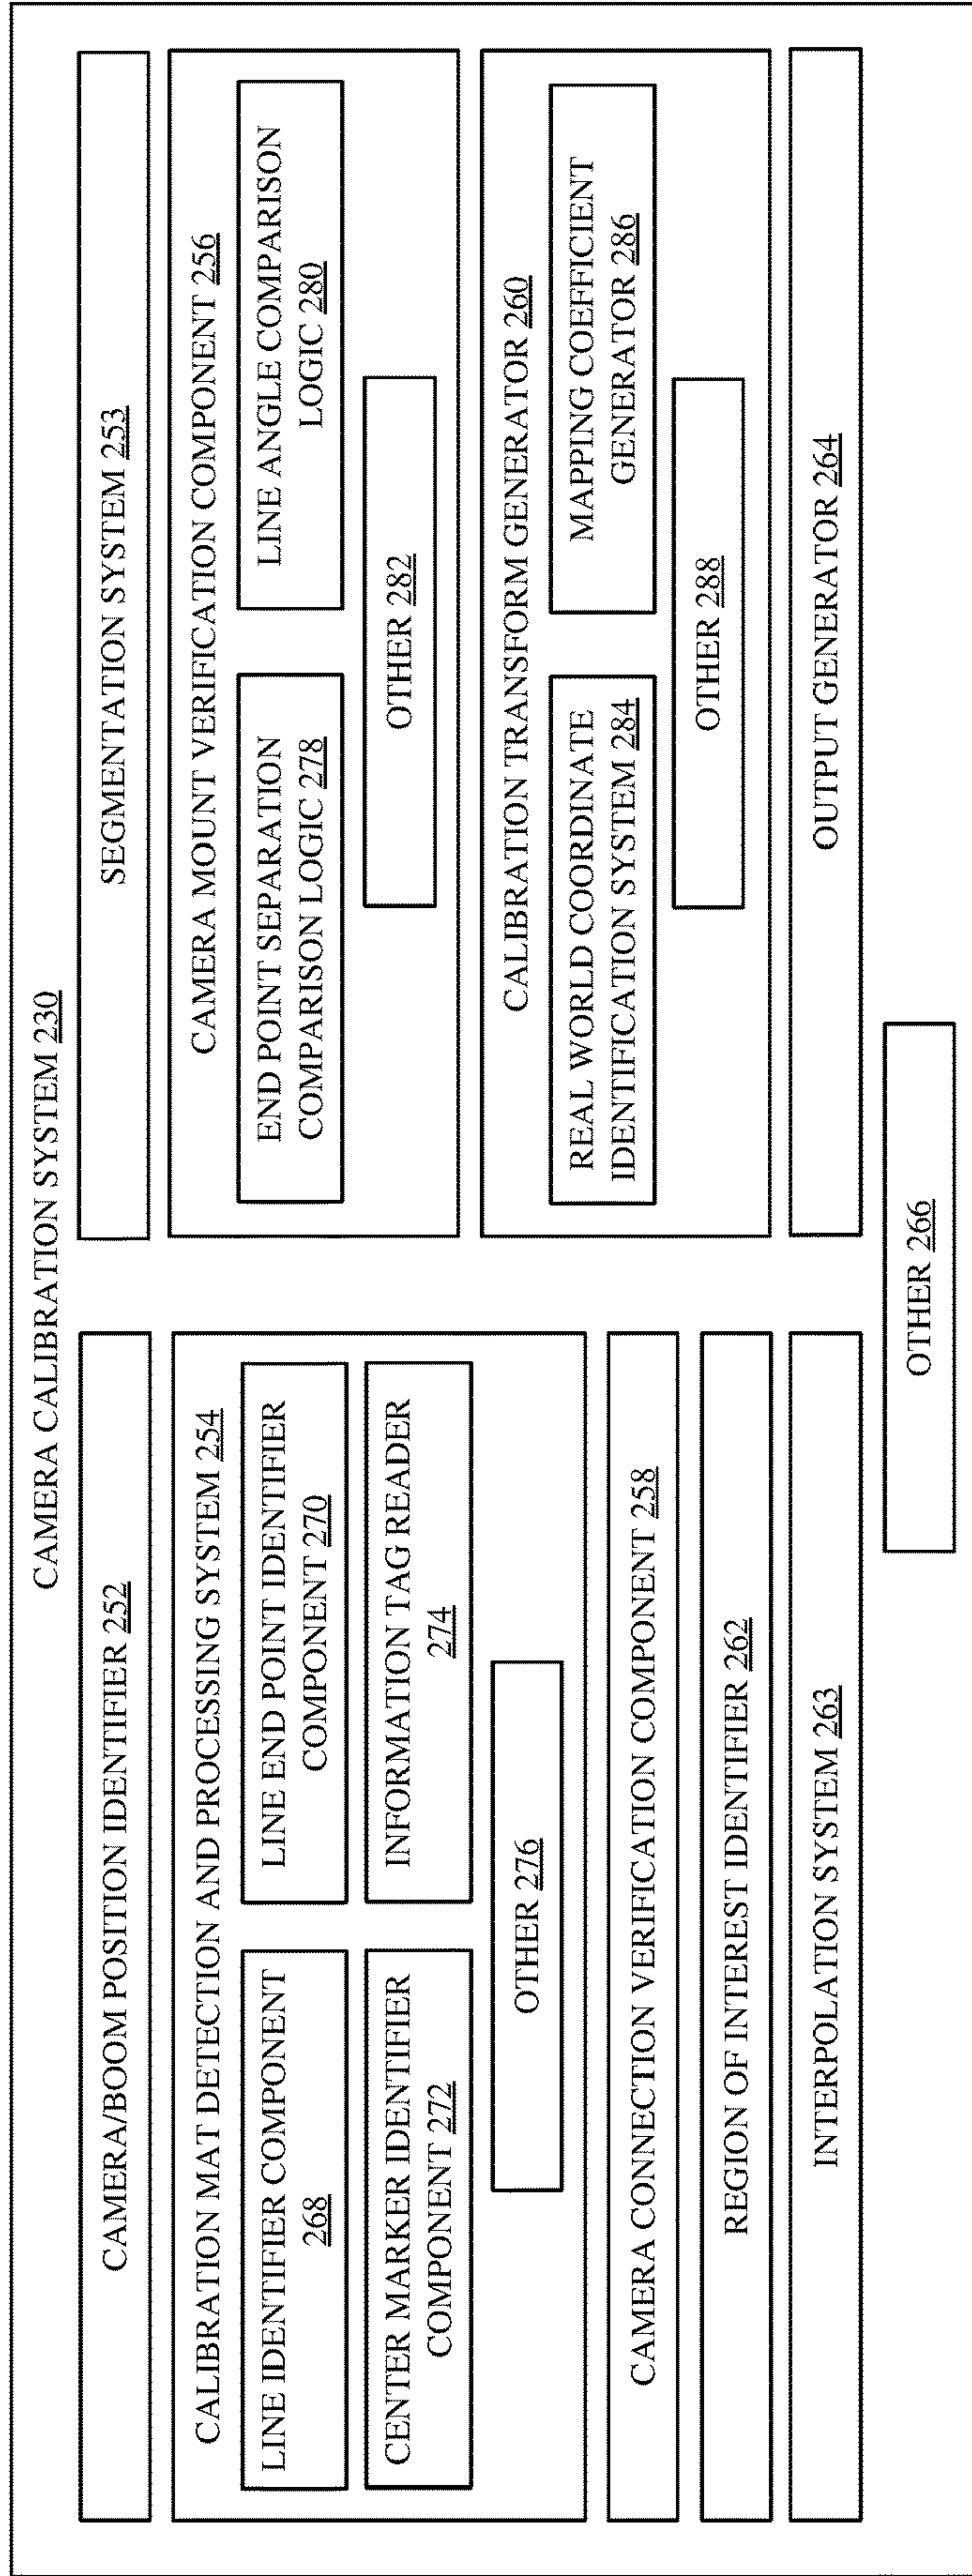 CAMERA CALIBRATION SYSTEM 230
CAMERA/BOOM POSITION IDENTIFIER 252
CALIBRATION MAT DETECTION AND PROCESSING SYSTEM 254
LINE IDENTIFIER COMPONENT
268
LINE END POINT IDENTIFIER
COMPONENT 270
CENTER MARKER IDENTIFIER
COMPONENT 272
INFORMATION TAG READER
274
OTHER 276
CAMERA CONNECTION VERIFICATION COMPONENT 258
REGION OF INTEREST IDENTIFIER 262
INTERPOLATION SYSTEM 263
SEGMENTATION SYSTEM 253
CAMERA MOUNT VERIFICATION COMPONENT 256
END POINT SEPARATION
COMPARISON LOGIC 278
LINE ANGLE COMPARISON
LOGIC 280
OTHER 282
CALIBRATION TRANSFORM GENERATOR 260
REAL WORLD COORDINATE
IDENTIFICATION SYSTEM 284
MAPPING COEFFICIENT
GENERATOR 286
OTHER 288
OUTPUT GENERATOR 264
OTHER 266